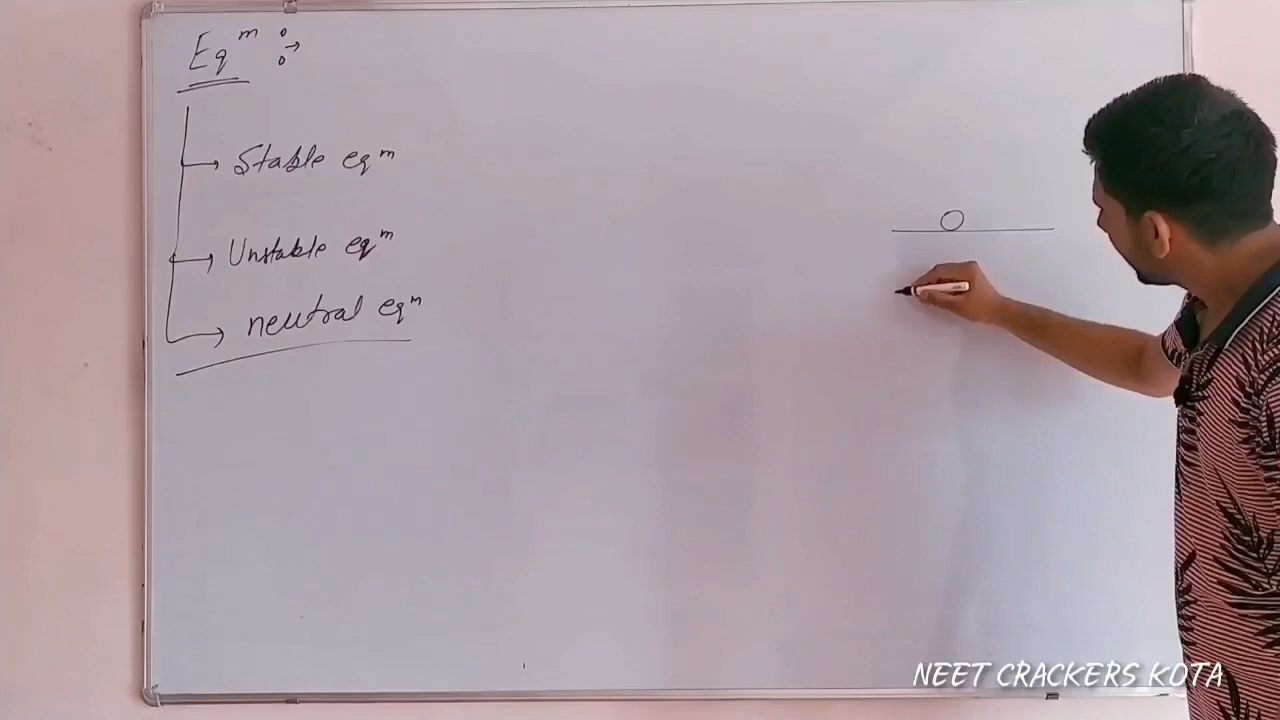 Eqᵐ :→
Stable eqᵐ
Unstable eqᵐ
neutral eqᵐ
NEET CRACKERS KOTA